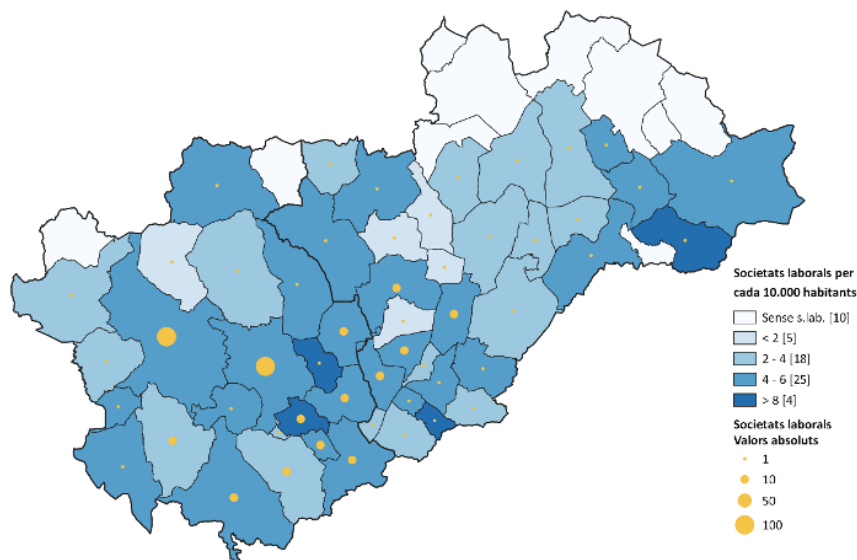 Societats laborals per
cada 10.000 habitants
Sense s.lab. [10]
< 2 [5]
2 - 4 [18]
4 - 6 [25]
> 8 [4]
Societats laborals
Valors absoluts
1
10
50
100